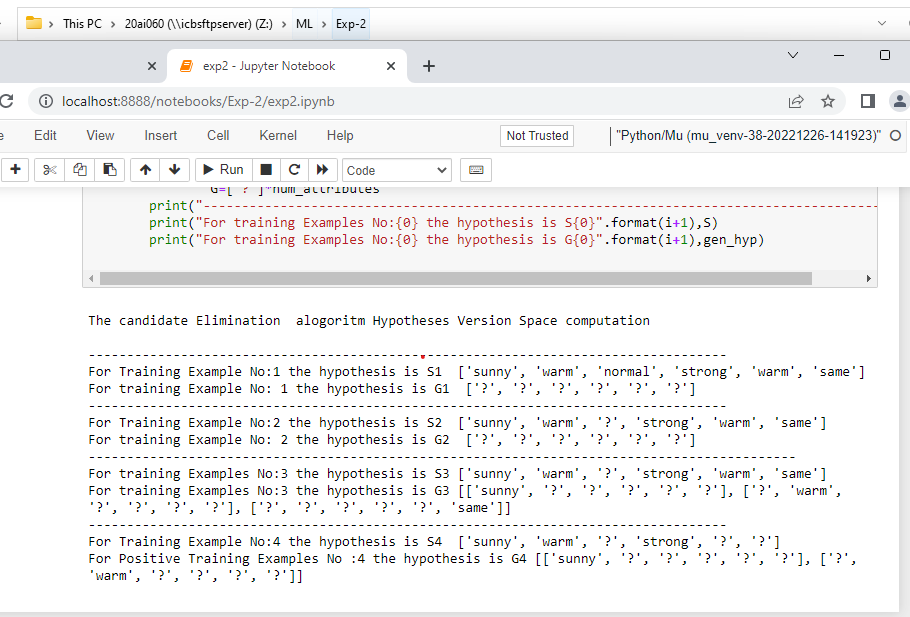 This PC > 20ai060 (\\icbsftpserver) (Z:) > ML > Exp-2
exp2 - Jupyter Notebook
localhost:8888/notebooks/Exp-2/exp2.ipynb
e Edit View Insert Cell Kernel Help Not Trusted "Python/Mu (mu_venv-38-20221226-141923)"
Run Code
G=['?']*num_attributes
print("---------------------------------------------------------------------------------------
print("For training Examples No:{0} the hypothesis is S{0}".format(i+1),S)
print("For training Examples No:{0} the hypothesis is G{0}".format(i+1),gen_hyp)
The candidate Elimination  alogoritm Hypotheses Version Space computation
-----------------------------------------------------------------------------------
For Training Example No:1 the hypothesis is S1  ['sunny', 'warm', 'normal', 'strong', 'warm', 'same']
For training Example No: 1 the hypothesis is G1  ['?', '?', '?', '?', '?', '?']
-----------------------------------------------------------------------------------
For Training Example No:2 the hypothesis is S2  ['sunny', 'warm', '?', 'strong', 'warm', 'same']
For training Example No: 2 the hypothesis is G2  ['?', '?', '?', '?', '?', '?']
--------------------------------------------------------------------------------------------
For training Examples No:3 the hypothesis is S3 ['sunny', 'warm', '?', 'strong', 'warm', 'same']
For training Examples No:3 the hypothesis is G3 [['sunny', '?', '?', '?', '?', '?'], ['?', 'warm',
'?', '?', '?', '?'], ['?', '?', '?', '?', '?', 'same']]
-----------------------------------------------------------------------------------
For Training Example No:4 the hypothesis is S4  ['sunny', 'warm', '?', 'strong', '?', '?']
For Positive Training Examples No :4 the hypothesis is G4 [['sunny', '?', '?', '?', '?', '?'], ['?',
'warm', '?', '?', '?', '?']]